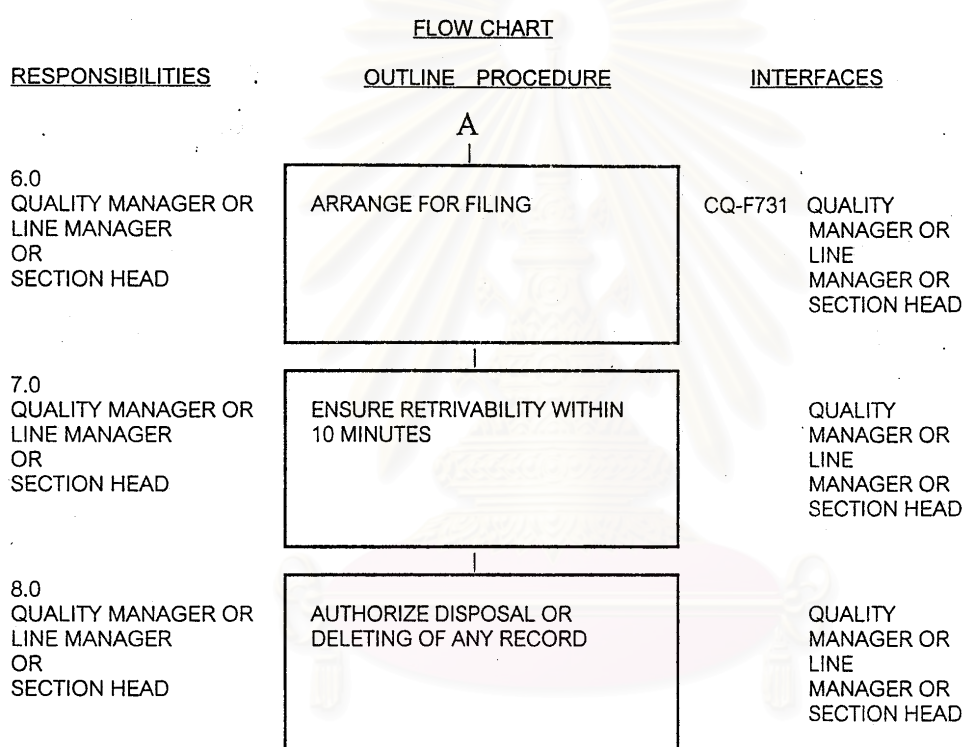 FLOW CHART
RESPONSIBILITIES OUTLINE PROCEDURE INTERFACES
A
6.0
QUALITY MANAGER OR
LINE MANAGER
OR
SECTION HEAD
ARRANGE FOR FILING
CQ-F731 QUALITY
MANAGER OR
LINE
MANAGER OR
SECTION HEAD
7.0
QUALITY MANAGER OR
LINE MANAGER
OR
SECTION HEAD
ENSURE RETRIVABILITY WITHIN
10 MINUTES
QUALITY
MANAGER OR
LINE
MANAGER OR
SECTION HEAD
8.0
QUALITY MANAGER OR
LINE MANAGER
OR
SECTION HEAD
AUTHORIZE DISPOSAL OR
DELETING OF ANY RECORD
QUALITY
MANAGER OR
LINE
MANAGER OR
SECTION HEAD